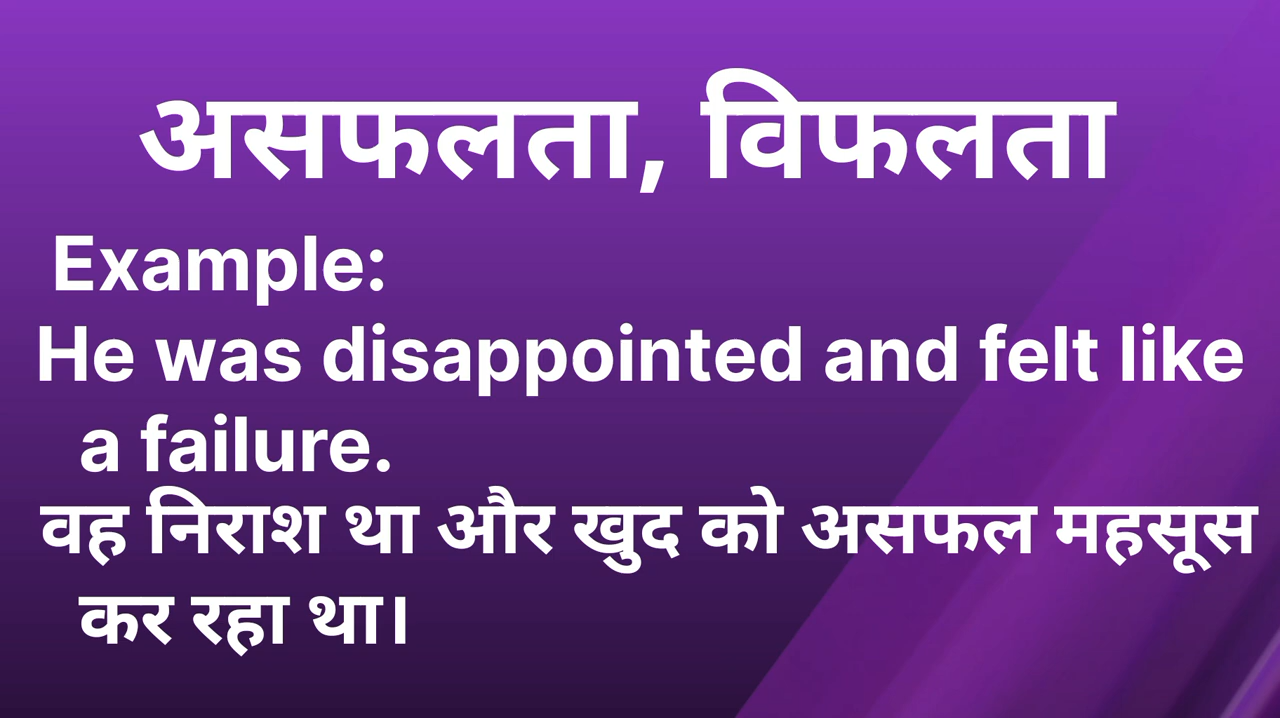 असफलता, विफलता
Example:
He was disappointed and felt like
a failure.
वह निराश था और खुद को असफल महसूस
कर रहा था।